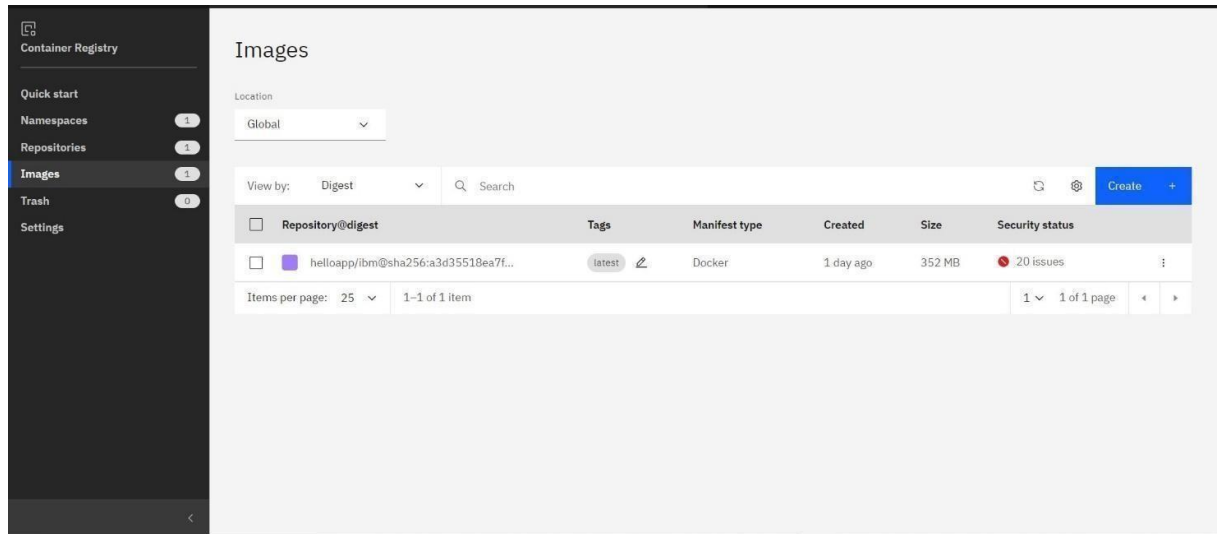 Container Registry
Quick start
Namespaces 1
Repositories 1
Images 1
Trash 0
Settings
Images
Location
Global
View by: Digest Search Create +
Repository@digest Tags Manifest type Created Size Security status
helloapp/ibm@sha256:a3d35518ea7f... latest Docker 1 day ago 352 MB 20 issues
Items per page: 25 1–1 of 1 item 1 1 of 1 page